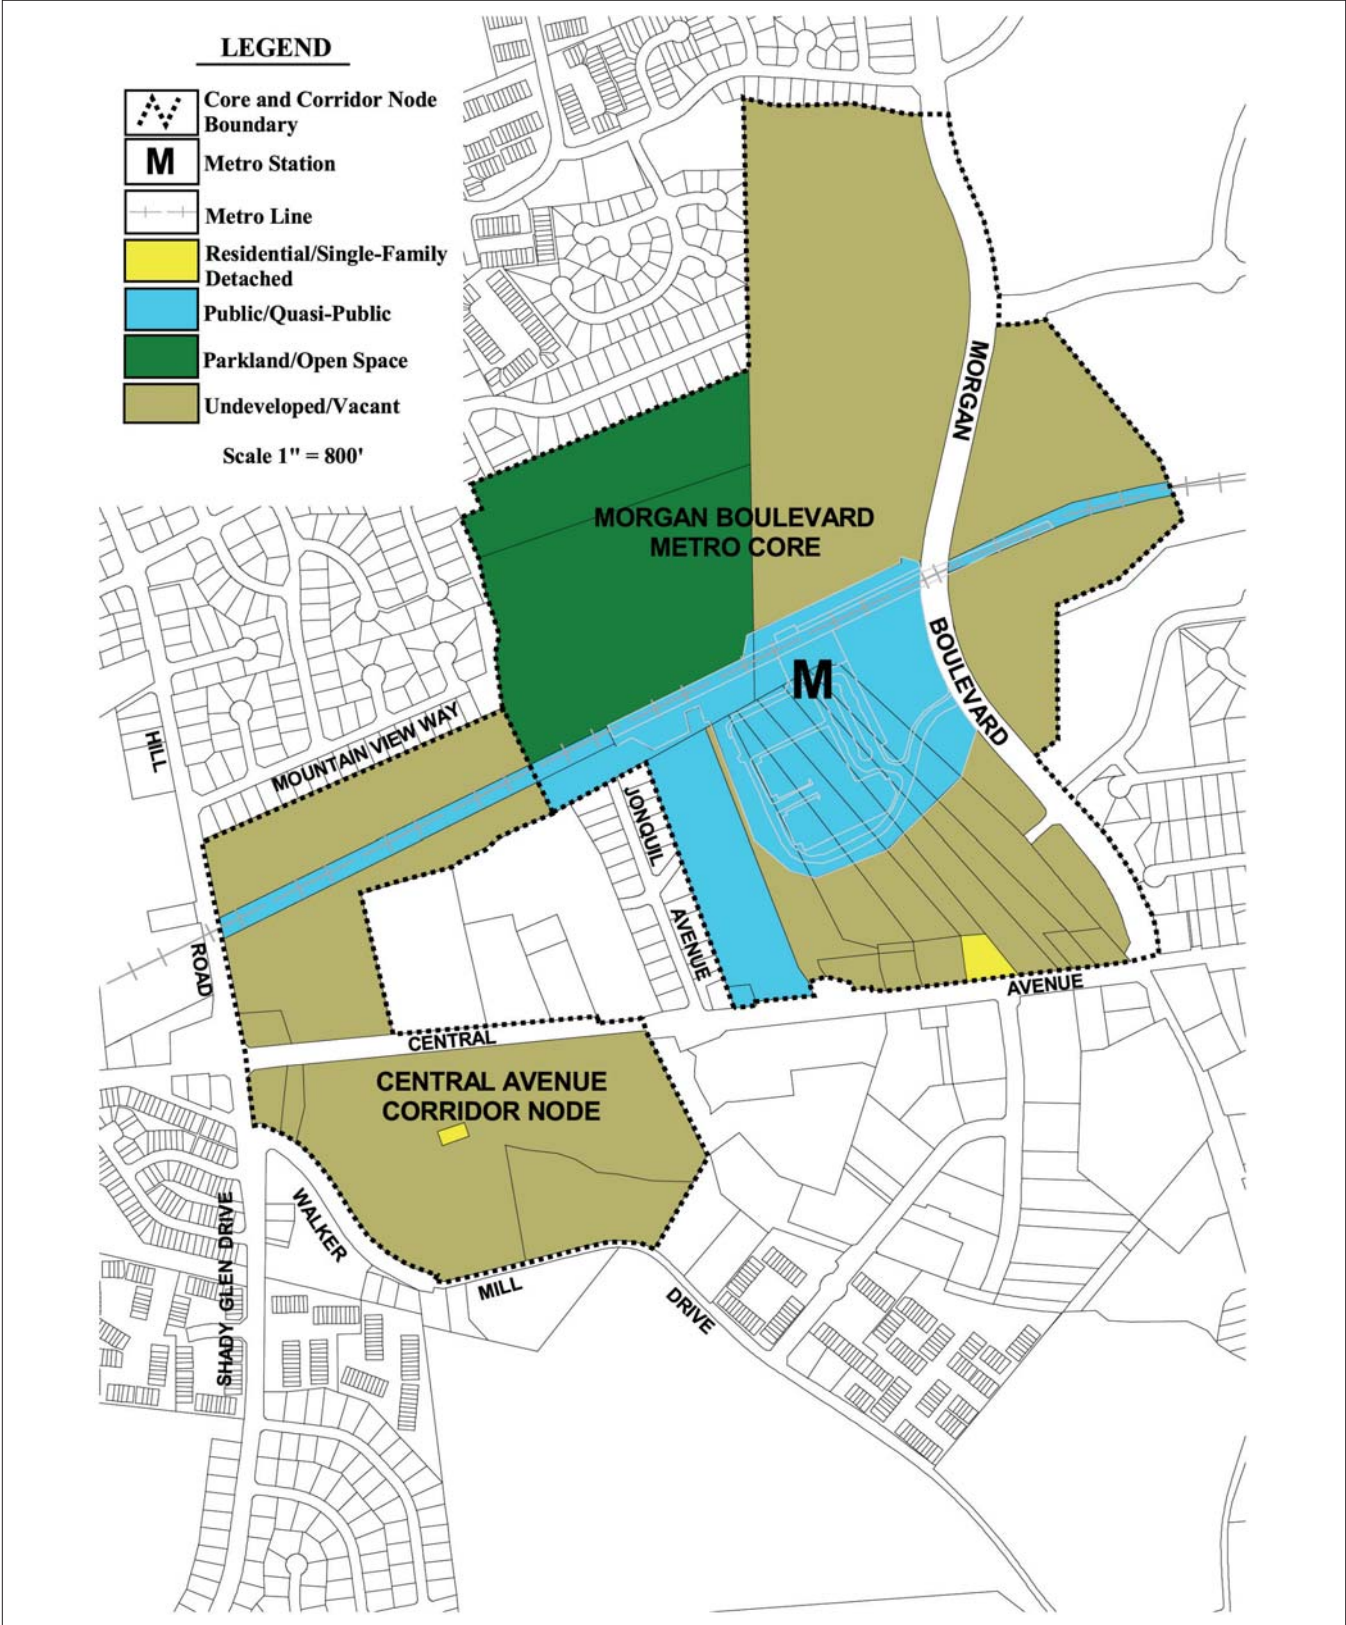 LEGEND
Core and Corridor Node
Boundary
M
Metro Station
Metro Line
Residential/Single-Family
Detached
Public/Quasi-Public
Parkland/Open Space
Undeveloped/Vacant
Scale 1" = 800'
MORGAN
MORGAN BOULEVARD
METRO CORE
M
BOULEVARD
HILL
MOUNTAIN VIEW WAY
JONQUIL
AVENUE
ROAD
AVENUE
CENTRAL
CENTRAL AVENUE
CORRIDOR NODE
WALKER
SHADY GLEN DRIVE
MILL
DRIVE